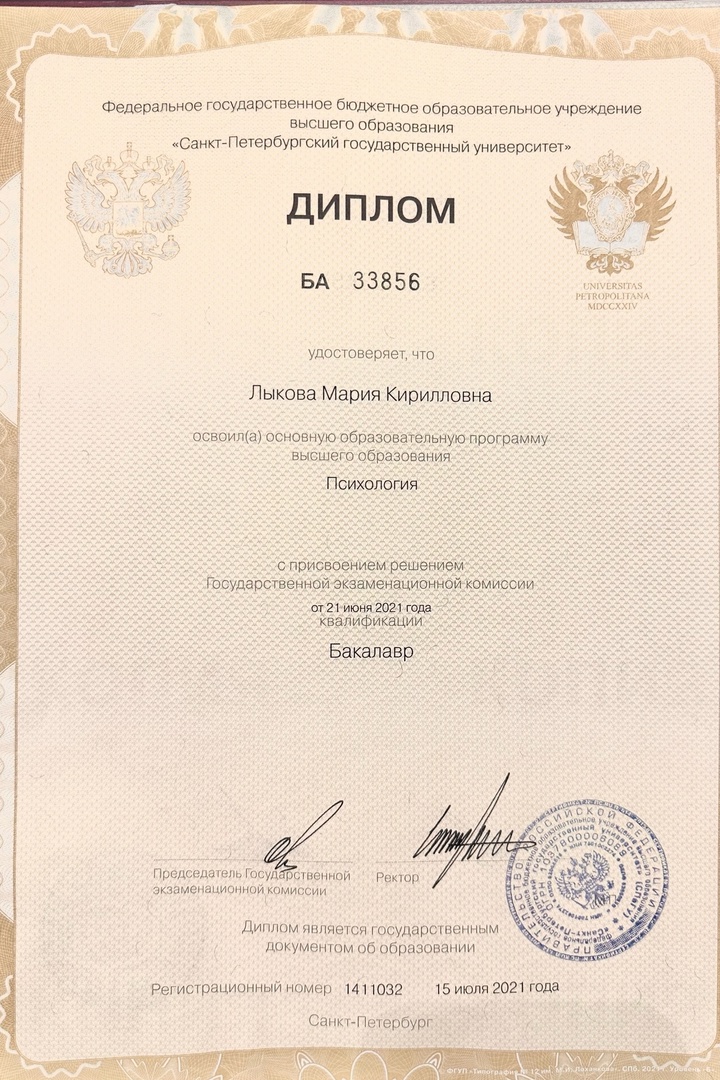 Федеральное государственное бюджетное образовательное учреждение
высшего образования
«Санкт-Петербургский государственный университет»
ДИПЛОМ
UNIVERSITAS
PETROPOLITANA
MDCCXXIV
БА 33856
удостоверяет, что
Лыкова Мария Кирилловна
освоил(а) основную образовательную программу
высшего образования
Психология
с присвоением решением
Государственной экзаменационной комиссии
от 21 июня 2021 года
квалификации
Бакалавр
Председатель Государственной
экзаменационной комиссии
Ректор
Диплом является государственным
документом об образовании
Регистрационный номер 1411032 15 июля 2021 года
Санкт-Петербург